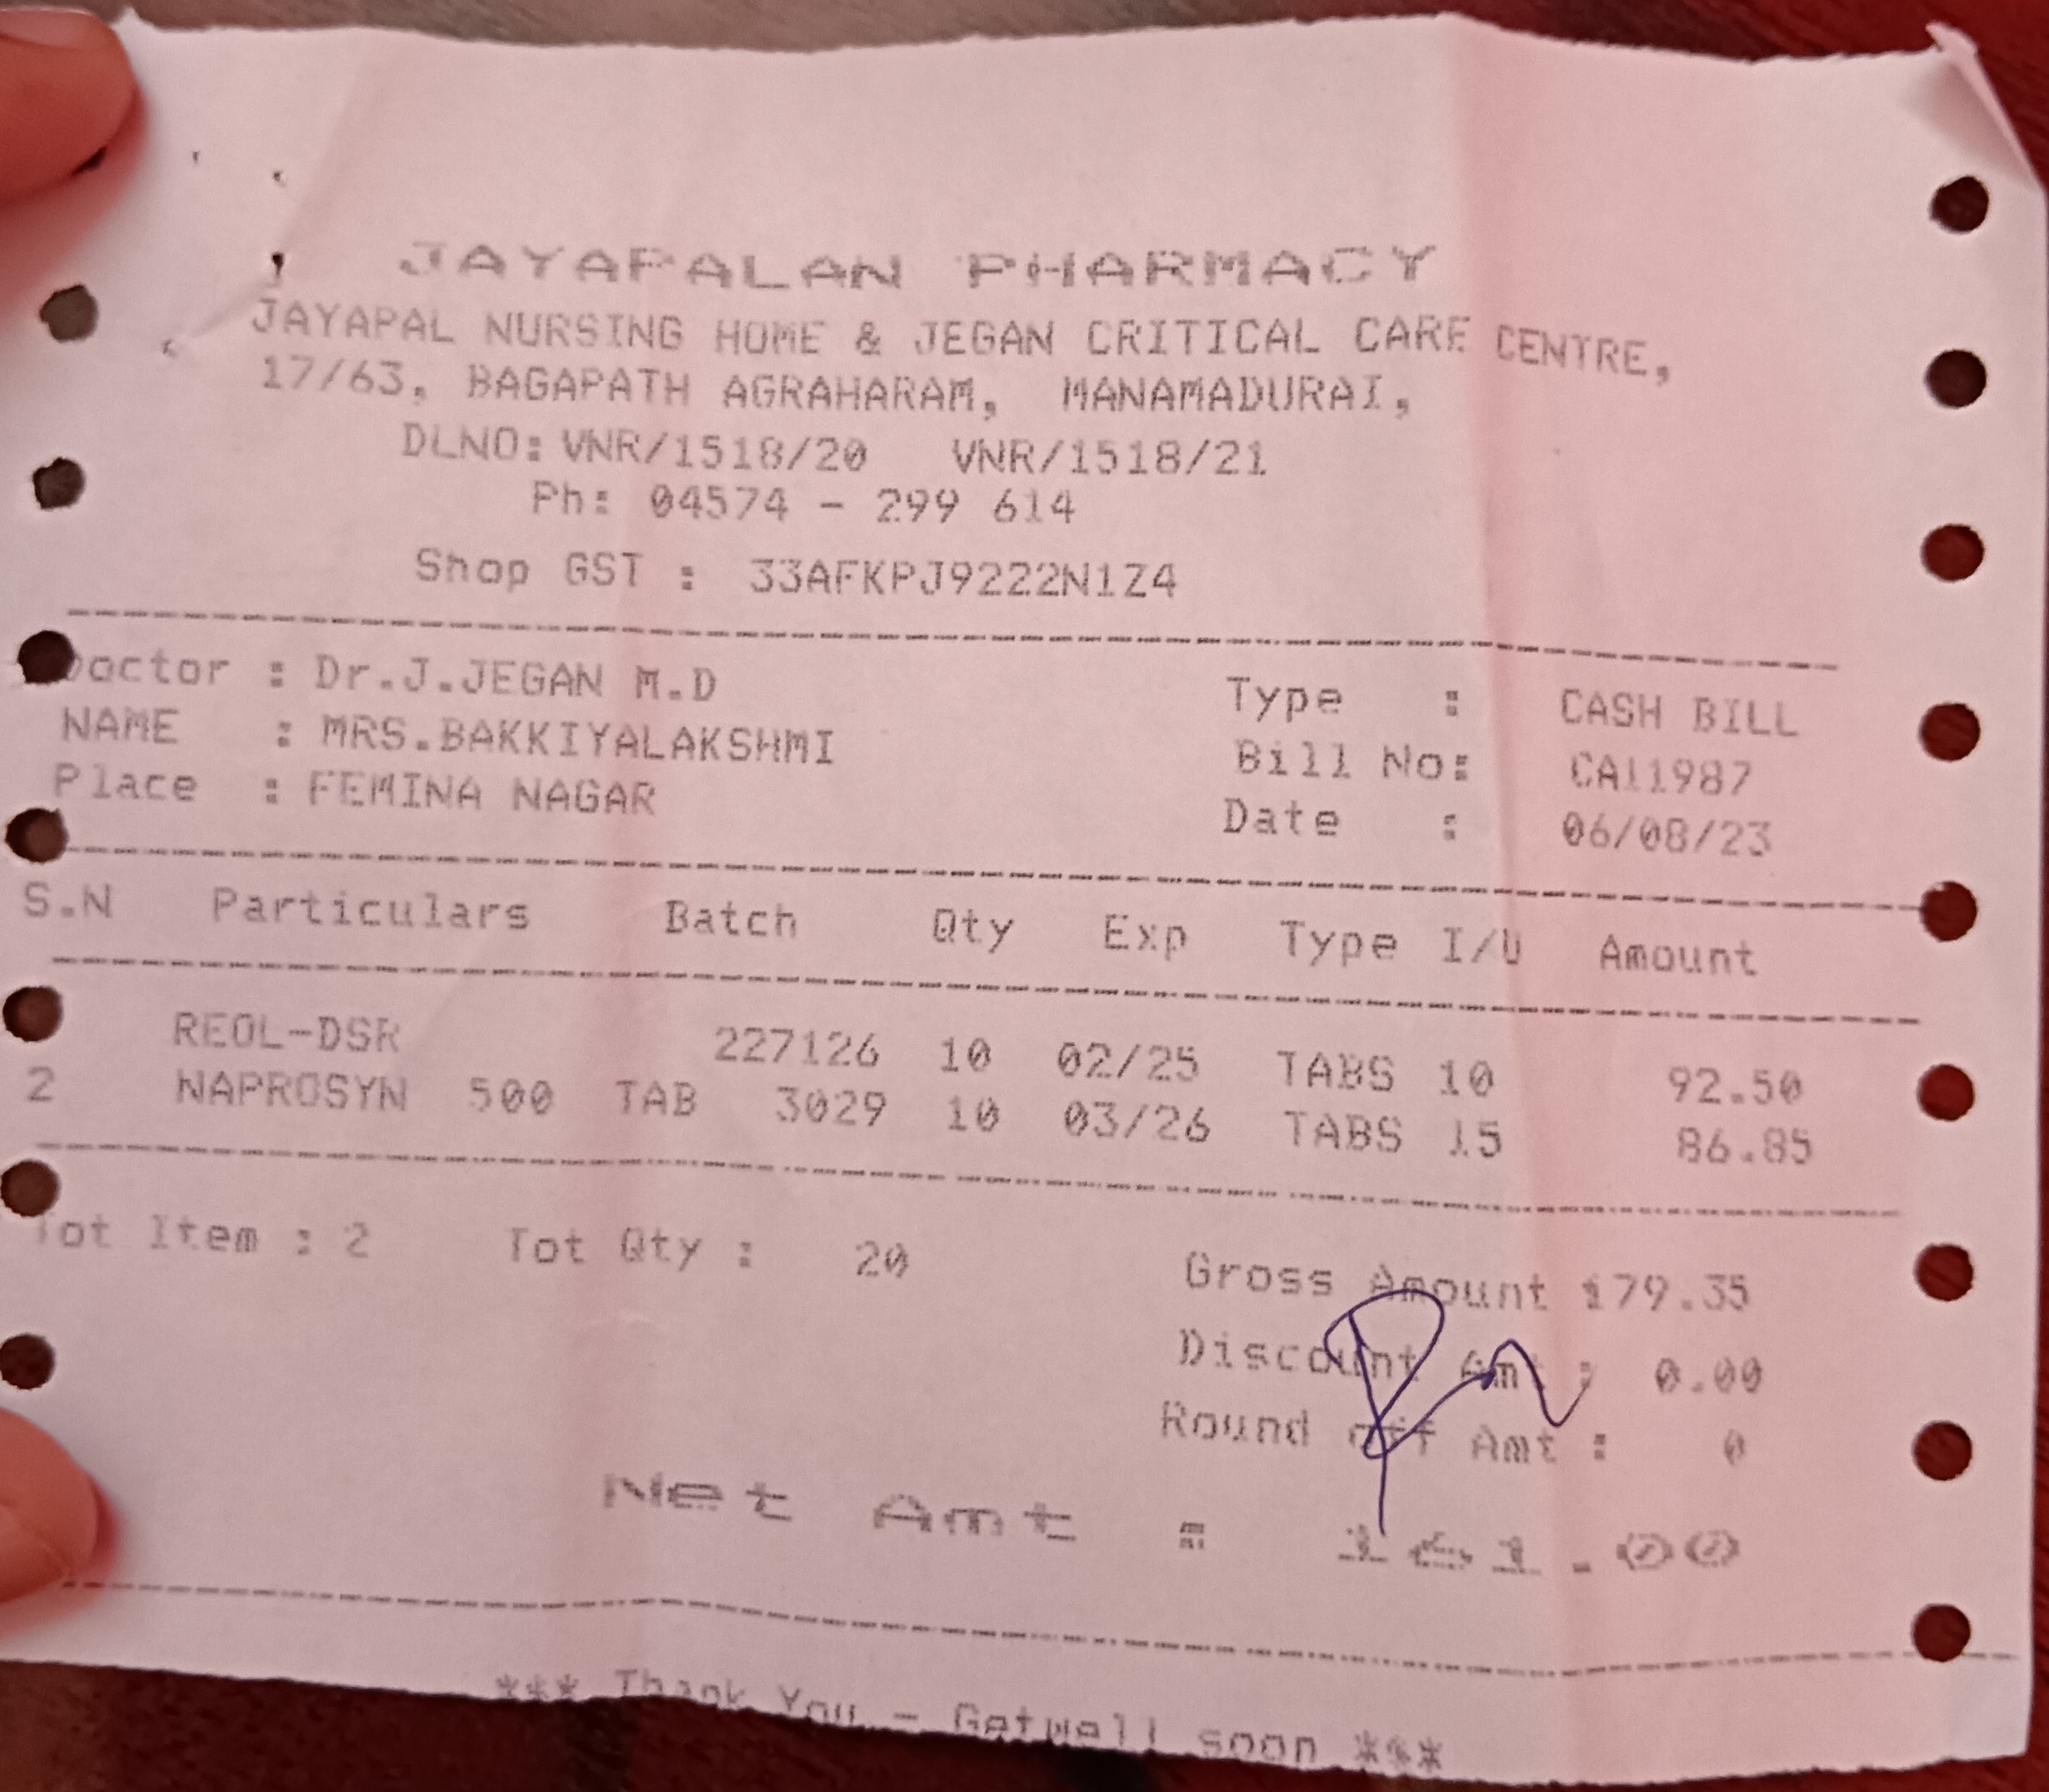 JAYAPALAN PHARMACY
JAYAPAL NURSING HOME & JEGAN CRITICAL CARE CENTRE,
17/63, BAGAPATH AGRAHARAM, MANAMADURAI,
DLNO: VNR/1518/20 VNR/1518/21
Ph: 04574 - 299 614
Shop GST : 33AFKPJ9222N1Z4
Doctor : Dr.J.JEGAN M.D Type : CASH BILL
NAME : MRS.BAKKIYALAKSHMI Bill No: CA11987
Place : FEMINA NAGAR Date : 06/08/23
S.N Particulars Batch Qty Exp Type I/U Amount
REOL-DSR 227126 10 02/25 TABS 10 92.50
2 NAPROSYN 500 TAB 3029 10 03/26 TABS 15 86.85
Tot Item : 2 Tot Qty : 20 Gross Amount 179.35
Discount Amt : 0.00
Round off Amt : 0
Net Amt : 161.00
*** Thank You - Getwell soon ***